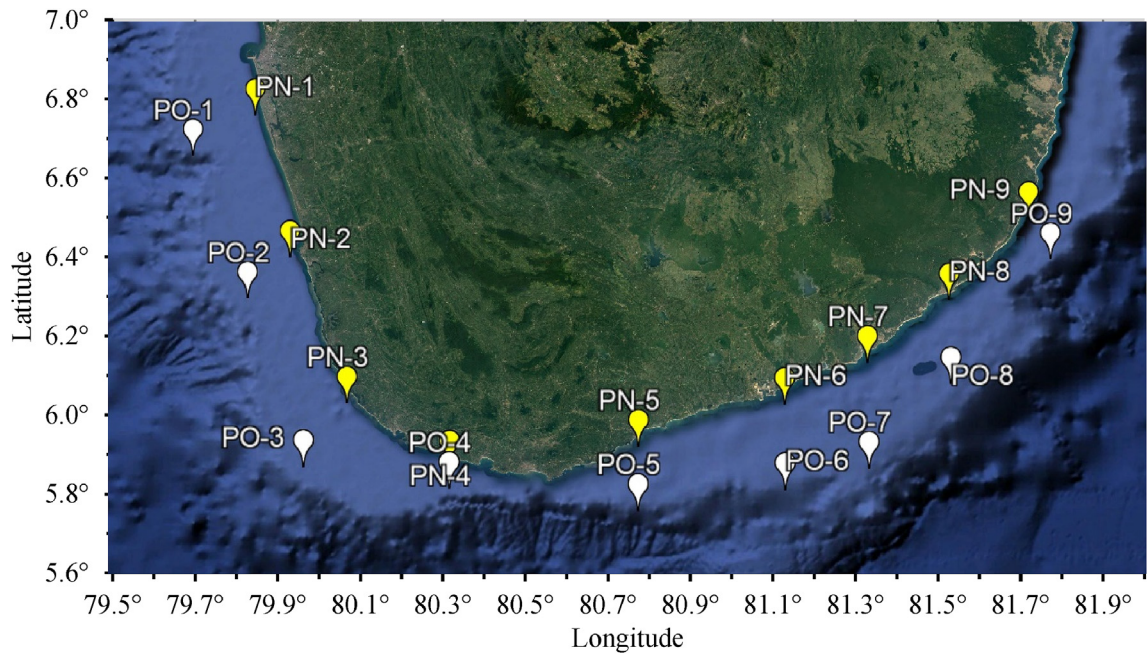 7.0°
6.8°
6.6°
6.4°
6.2°
6.0°
5.8°
5.6°
Latitude
PN-1
PO-1
PN-9
PO-9
PN-2
PO-2
PN-8
PN-7
PN-3
PN-6
PO-8
PN-5
PO-7
PO-3
PO-4
PN-4
PO-5
PO-6
79.5° 79.7° 79.9° 80.1° 80.3° 80.5° 80.7° 80.9° 81.1° 81.3° 81.5° 81.7° 81.9°
Longitude